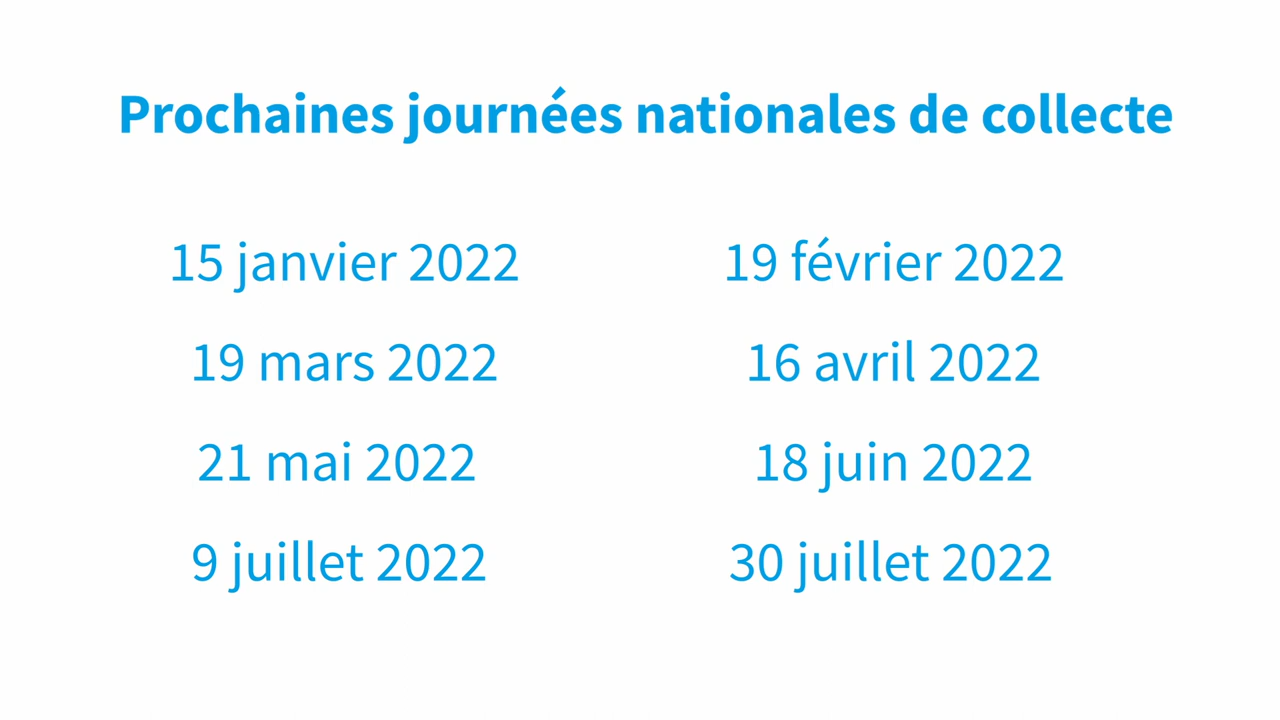 Prochaines journées nationales de collecte
15 janvier 2022
19 février 2022
19 mars 2022
16 avril 2022
21 mai 2022
18 juin 2022
9 juillet 2022
30 juillet 2022